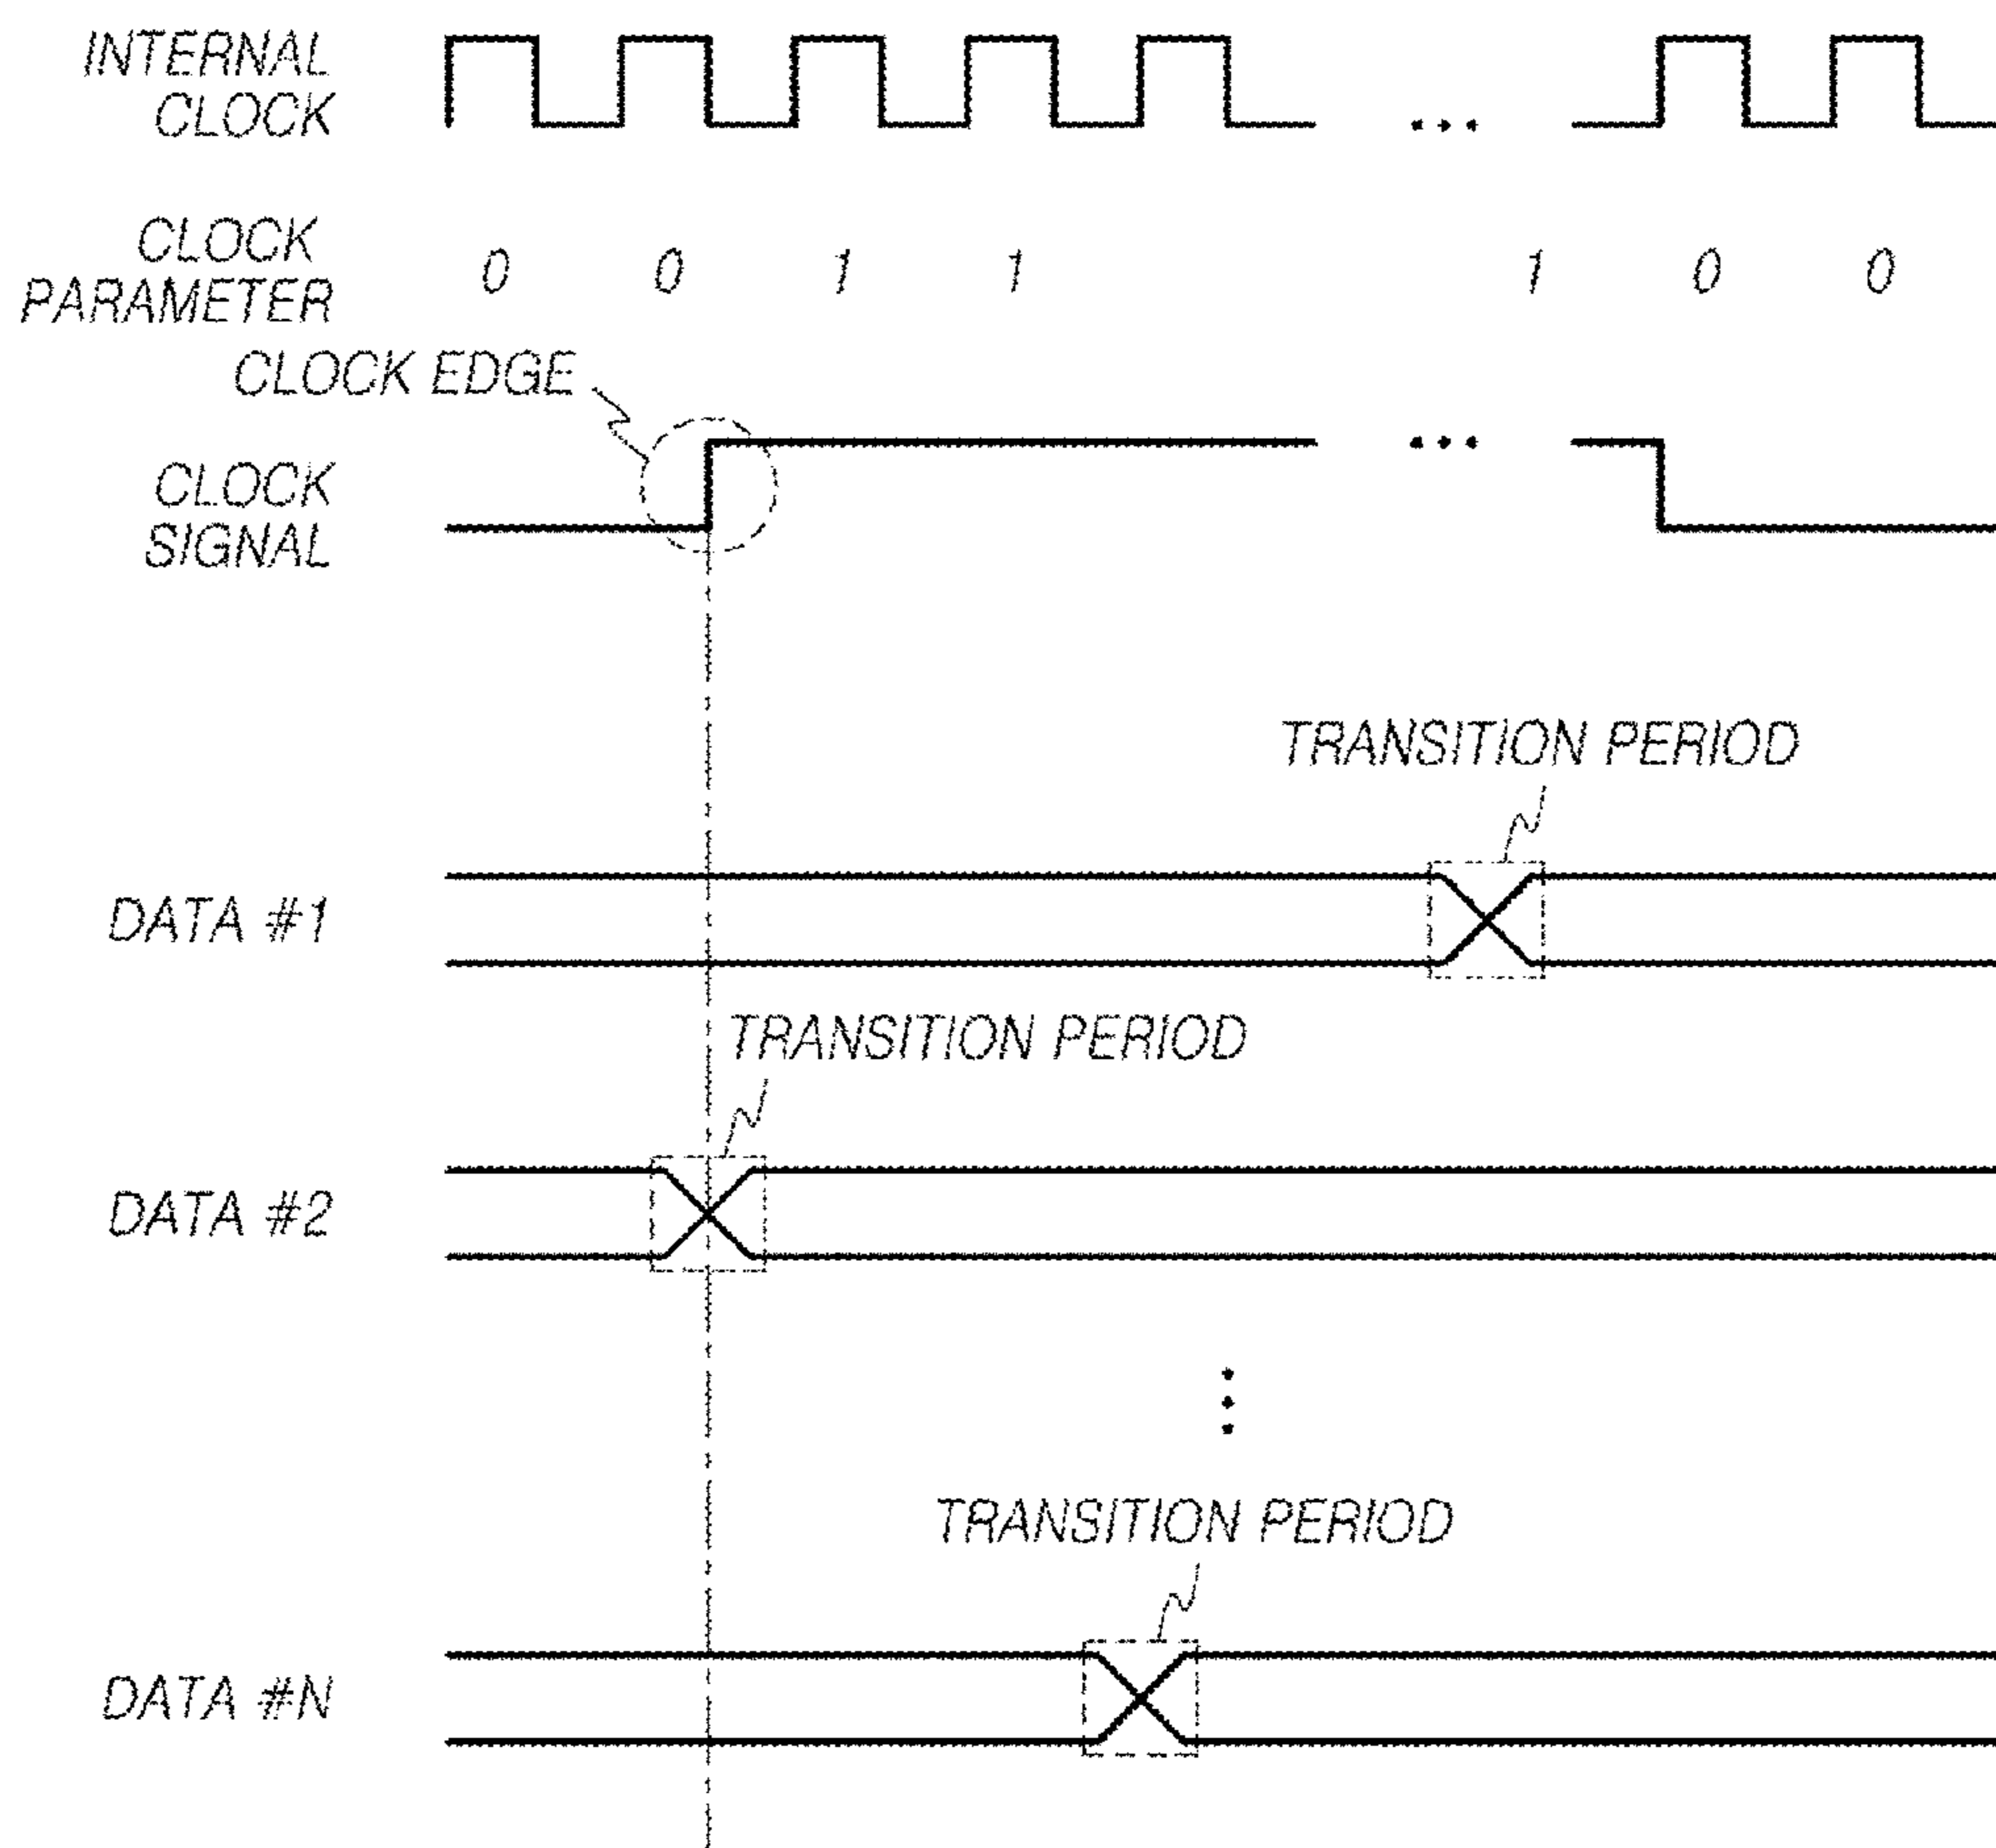 INTERNAL
CLOCK
CLOCK
PARAMETER
0 0 1 1 1 0 0
CLOCK EDGE
CLOCK
SIGNAL
TRANSITION PERIOD
DATA #1
TRANSITION PERIOD
DATA #2
TRANSITION PERIOD
DATA #N